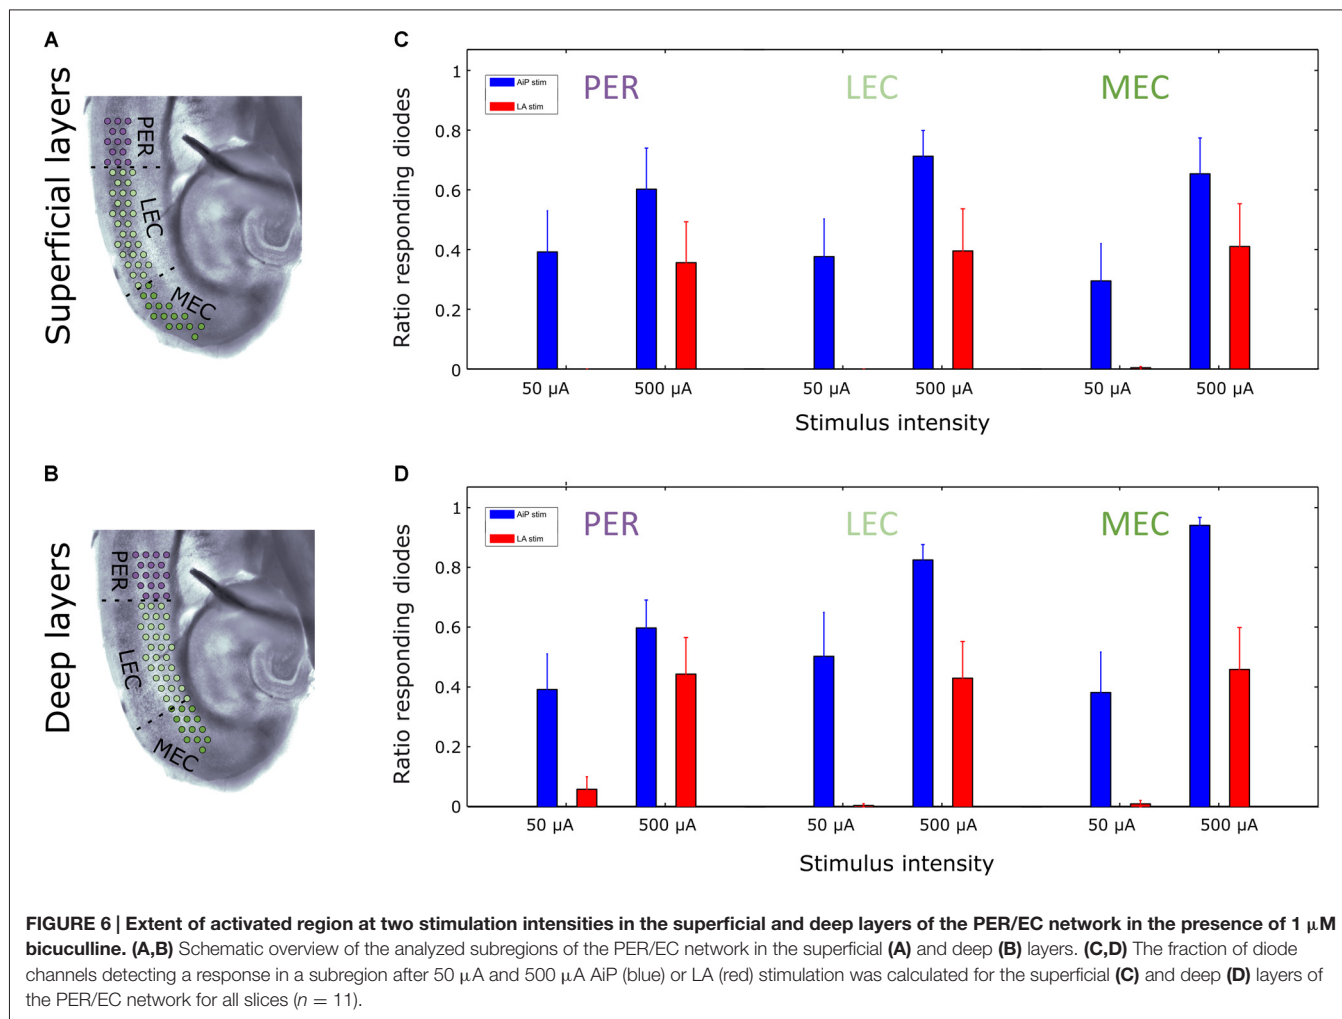 A
Superficial layers
PER
LEC
MEC
C
Ratio responding diodes
1
0.8
0.6
0.4
0.2
0
AiP stim
LA stim
PER
LEC
MEC
50 µA
500 µA
50 µA
500 µA
50 µA
500 µA
Stimulus intensity
B
Deep layers
PER
LEC
MEC
D
Ratio responding diodes
1
0.8
0.6
0.4
0.2
0
AiP stim
LA stim
PER
LEC
MEC
50 µA
500 µA
50 µA
500 µA
50 µA
500 µA
Stimulus intensity
FIGURE 6 | Extent of activated region at two stimulation intensities in the superficial and deep layers of the PER/EC network in the presence of 1 µM
bicuculline. (A,B) Schematic overview of the analyzed subregions of the PER/EC network in the superficial (A) and deep (B) layers. (C,D) The fraction of diode
channels detecting a response in a subregion after 50 µA and 500 µA AiP (blue) or LA (red) stimulation was calculated for the superficial (C) and deep (D) layers of
the PER/EC network for all slices (n = 11).